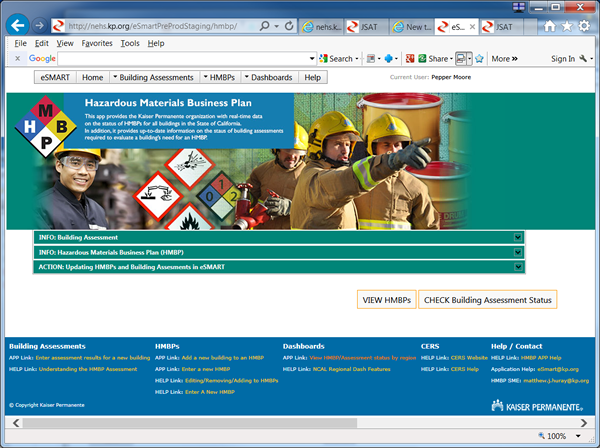 http://nehs.kp.org/eSmartPreProdStaging/hmbp/
nehs.k...
JSAT
New t...
eS...
JSAT
File Edit View Favorites Tools Help
x Google Search Share More » Sign In
eSMART Home Building Assessments HMBPs Dashboards Help
Current User: Pepper Moore
H M B P
Hazardous Materials Business Plan
This app provides the Kaiser Permanente organization with real-time data
on the status of HMBPs for all buildings in the State of California.
In addition, it provides up-to-date information on the staus of building assessments
required to evaluate a building's need for an HMBP.
0 1 2
INFO: Building Assessment
INFO: Hazardous Materials Business Plan (HMBP)
ACTION: Updating HMBPs and Building Assesments in eSMART
VIEW HMBPs CHECK Building Assessment Status
Building Assessments
APP Link: Enter assessment results for a new building
HELP Link: Understanding the HMBP Assessment
HMBPs
APP Link: Add a new building to an HMBP
APP Link: Enter a new HMBP
HELP Link: Editing/Removing/Adding to HMBPs
HELP Link: Enter A New HMBP
Dashboards
APP Link: View HMBP/Assessment status by region
HELP Link: NCAL Regional Dash Features
CERS
HELP Link: CERS Website
HELP Link: CERS Help
Help / Contact
HELP Link: HMBP APP Help
Application Help: eSmart@kp.org
HMBP SME: matthew.j.huray@kp.org
© Copyright Kaiser Permanente
KAISER PERMANENTE®
100%